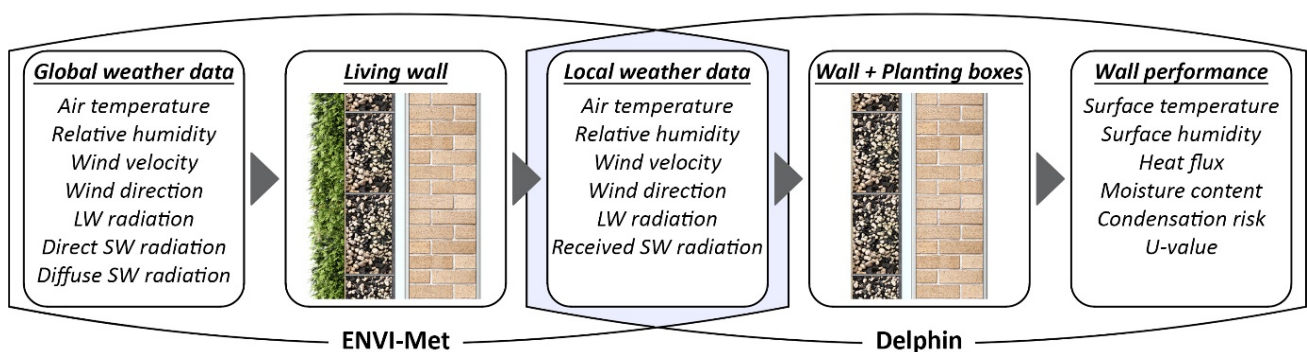 Global weather data
Air temperature
Relative humidity
Wind velocity
Wind direction
LW radiation
Direct SW radiation
Diffuse SW radiation
Living wall
Local weather data
Air temperature
Relative humidity
Wind velocity
Wind direction
LW radiation
Received SW radiation
Wall + Planting boxes
Wall performance
Surface temperature
Surface humidity
Heat flux
Moisture content
Condensation risk
U-value
ENVI-Met
Delphin